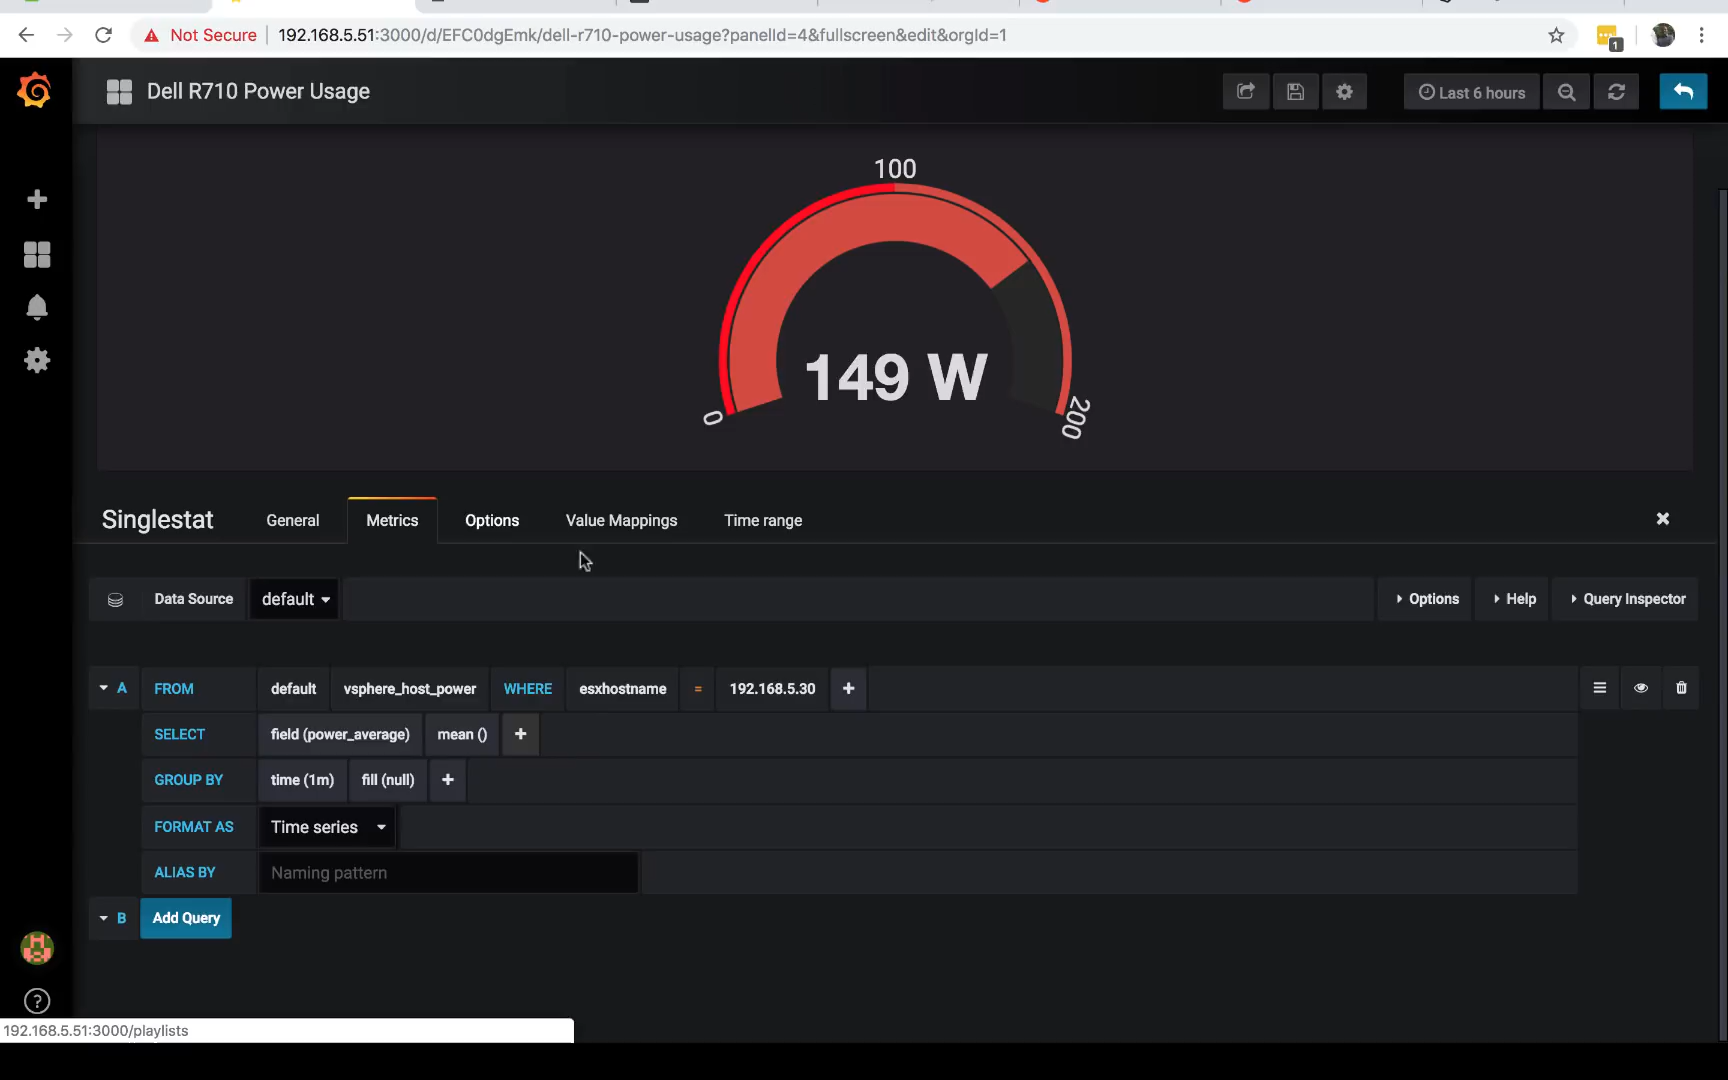 Not Secure 192.168.5.51:3000/d/EFC0dgEmk/dell-r710-power-usage?panelId=4&fullscreen&edit&orgId=1
1
Dell R710 Power Usage
Last 6 hours
100
149 W
0
200
Singlestat General Metrics Options Value Mappings Time range
Data Source default Options Help Query Inspector
A FROM default vsphere_host_power WHERE esxhostname = 192.168.5.30 +
SELECT field (power_average) mean () +
GROUP BY time (1m) fill (null) +
FORMAT AS Time series
ALIAS BY Naming pattern
B Add Query
192.168.5.51:3000/playlists